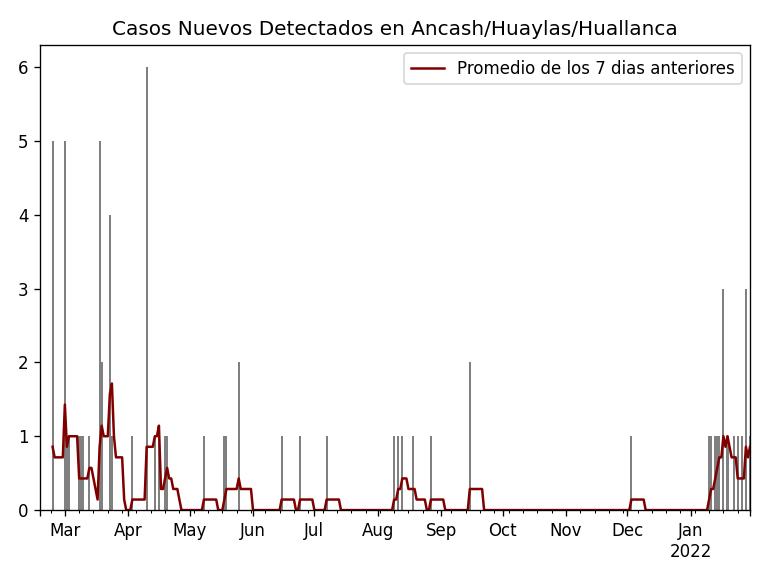 Casos Nuevos Detectados en Ancash/Huaylas/Huallanca
Promedio de los 7 dias anteriores
6
5
4
3
2
1
0
Mar Apr May Jun Jul Aug Sep Oct Nov Dec Jan
2022